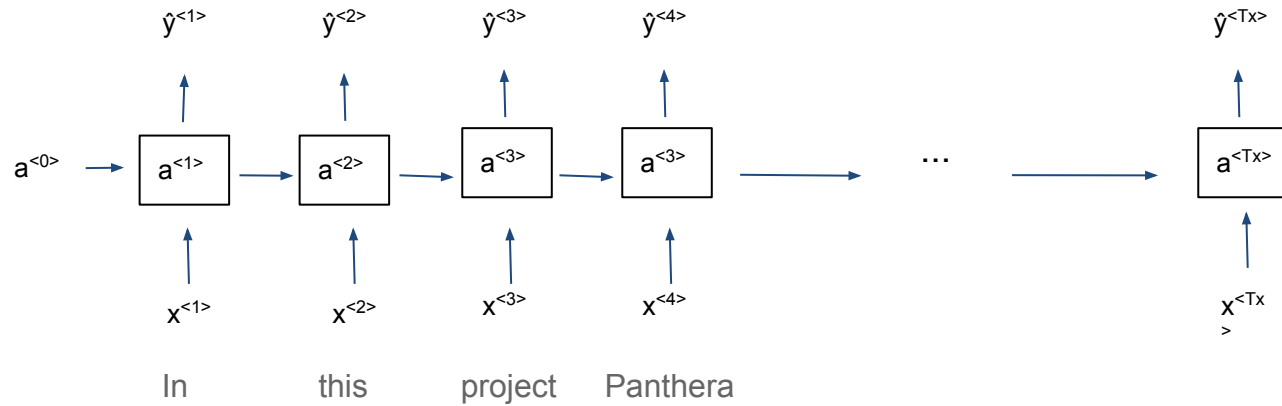 ŷ<1> ŷ<2> ŷ<3> ŷ<4> ŷ<Tx>
a<0> a<1> a<2> a<3> a<3> ... a<Tx>
x<1> x<2> x<3> x<4> x<Tx
>
In this project Panthera